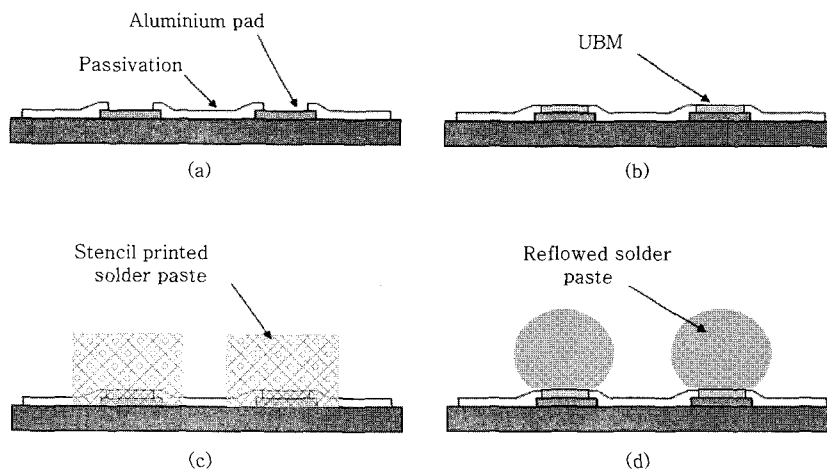 Aluminium pad
Passivation
UBM
(a)
(b)
Stencil printed
solder paste
Reflowed solder
paste
(c)
(d)